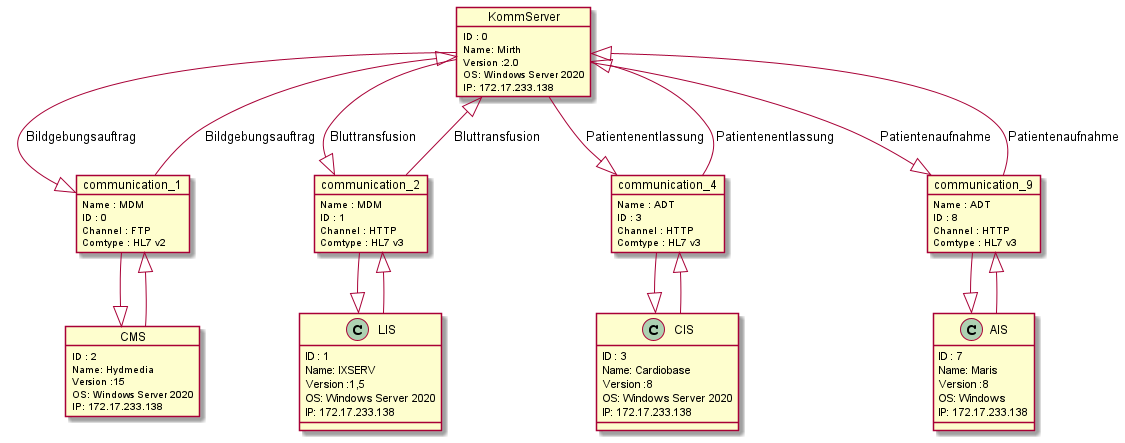 KommServer
ID : 0
Name: Mirth
Version :2.0
OS: Windows Server 2020
IP: 172.17.233.138
Bildgebungsauftrag
Bildgebungsauftrag
Bluttransfusion
Bluttransfusion
Patientenentlassung
Patientenentlassung
Patientenaufnahme
Patientenaufnahme
communication_1
Name : MDM
ID : 0
Channel : FTP
Comtype : HL7 v2
communication_2
Name : MDM
ID : 1
Channel : HTTP
Comtype : HL7 v3
communication_4
Name : ADT
ID : 3
Channel : HTTP
Comtype : HL7 v3
communication_9
Name : ADT
ID : 8
Channel : HTTP
Comtype : HL7 v3
CMS
ID : 2
Name: Hydmedia
Version :15
OS: Windows Server 2020
IP: 172.17.233.138
C LIS
ID : 1
Name: IXSERV
Version :1,5
OS: Windows Server 2020
IP: 172.17.233.138
C CIS
ID : 3
Name: Cardiobase
Version :8
OS: Windows Server 2020
IP: 172.17.233.138
C AIS
ID : 7
Name: Maris
Version :8
OS: Windows
IP: 172.17.233.138